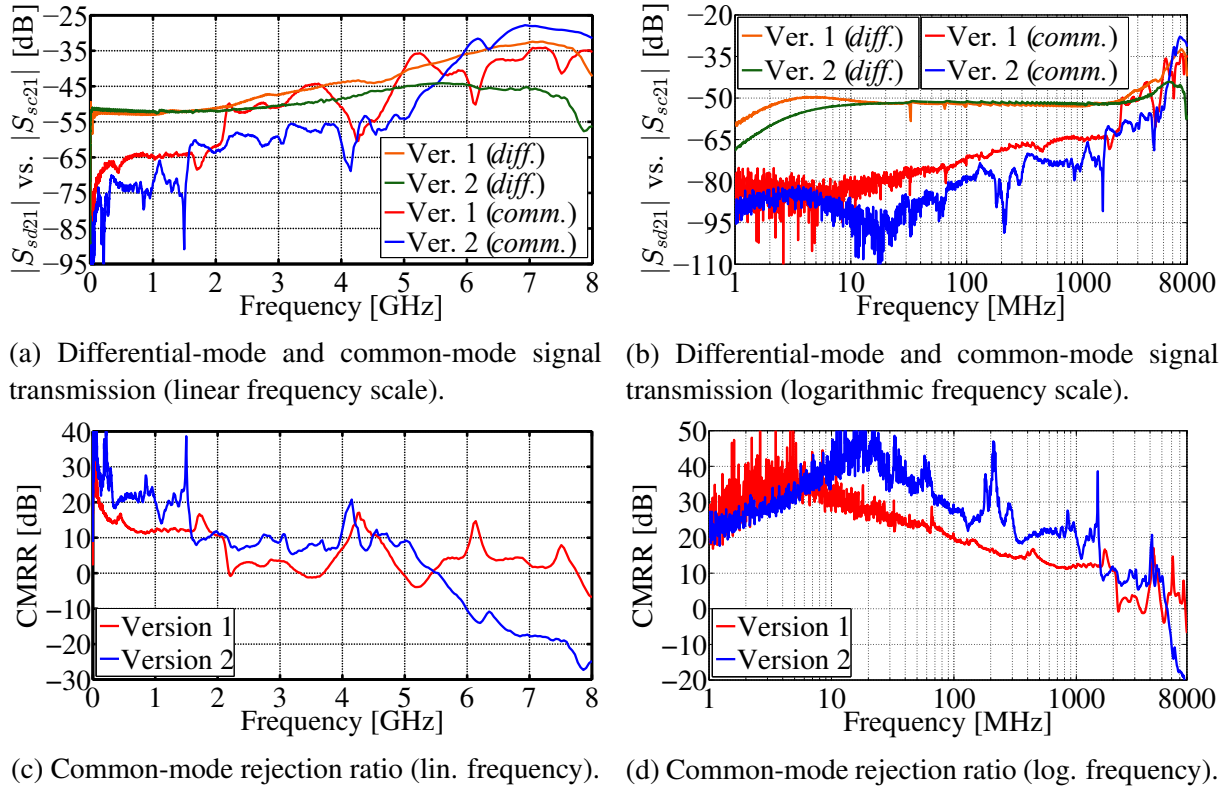 |S_sd21| vs. |S_sc21| [dB]
−25
−35
−45
−55
−65
−75
−85
−95
Ver. 1 (diff.)
Ver. 2 (diff.)
Ver. 1 (comm.)
Ver. 2 (comm.)
0 1 2 3 4 5 6 7 8
Frequency [GHz]
(a) Differential-mode and common-mode signal
transmission (linear frequency scale).
|S_sd21| vs. |S_sc21| [dB]
−20
−35
−50
−65
−80
−95
−110
Ver. 1 (diff.) Ver. 1 (comm.)
Ver. 2 (diff.) Ver. 2 (comm.)
1 10 100 1000 8000
Frequency [MHz]
(b) Differential-mode and common-mode signal
transmission (logarithmic frequency scale).
CMRR [dB]
40
30
20
10
0
−10
−20
−30
Version 1
Version 2
0 1 2 3 4 5 6 7 8
Frequency [GHz]
(c) Common-mode rejection ratio (lin. frequency).
CMRR [dB]
50
40
30
20
10
0
−10
−20
Version 1
Version 2
1 10 100 1000 8000
Frequency [MHz]
(d) Common-mode rejection ratio (log. frequency).